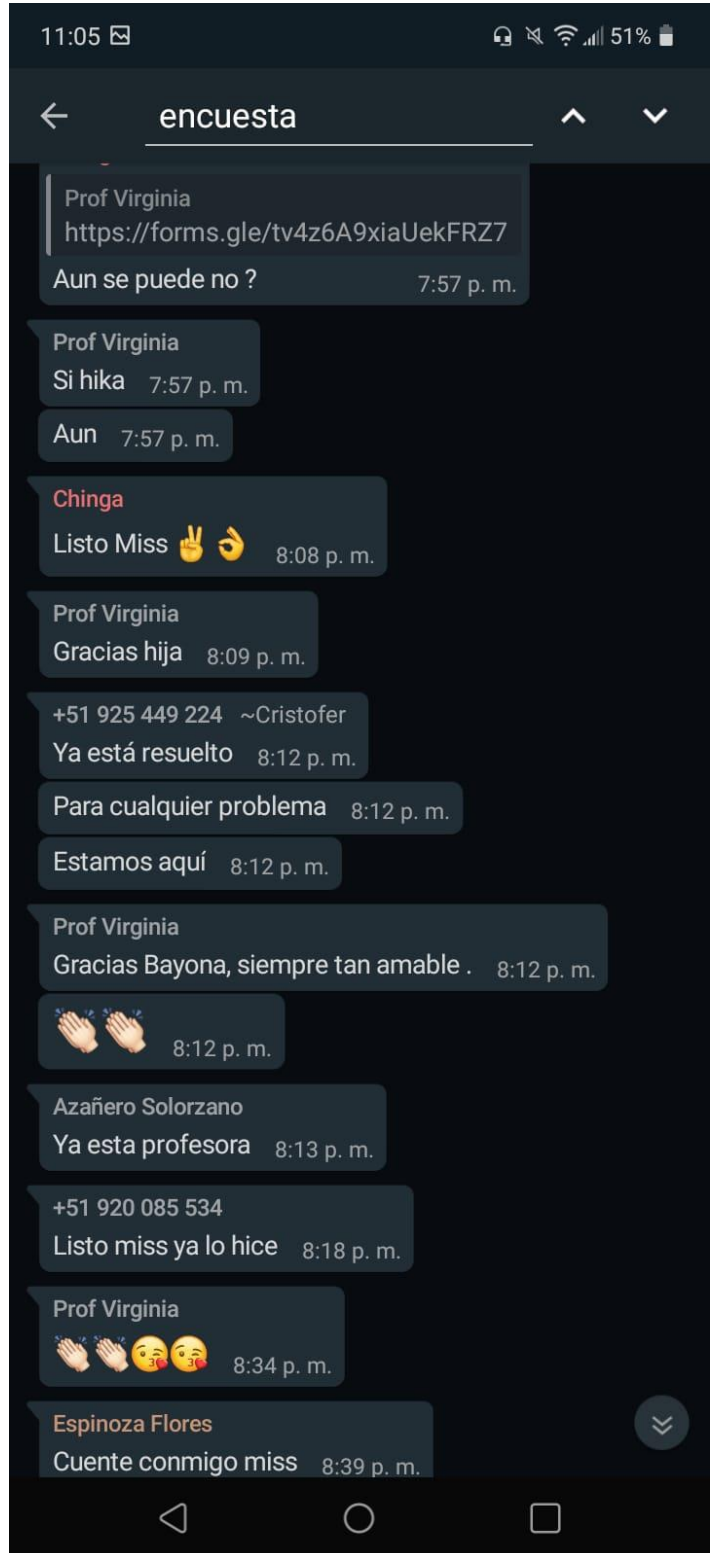 11:05 51%
encuesta
Prof Virginia
https://forms.gle/tv4z6A9xiaUekFRZ7
Aun se puede no ? 7:57 p. m.
Prof Virginia
Si hika 7:57 p. m.
Aun 7:57 p. m.
Chinga
Listo Miss ✌👌 8:08 p. m.
Prof Virginia
Gracias hija 8:09 p. m.
+51 925 449 224 ~Cristofer
Ya está resuelto 8:12 p. m.
Para cualquier problema 8:12 p. m.
Estamos aquí 8:12 p. m.
Prof Virginia
Gracias Bayona, siempre tan amable . 8:12 p. m.
👏🏻👏🏻 8:12 p. m.
Azañero Solorzano
Ya esta profesora 8:13 p. m.
+51 920 085 534
Listo miss ya lo hice 8:18 p. m.
Prof Virginia
👏🏻👏🏻😘😘 8:34 p. m.
Espinoza Flores
Cuente conmigo miss 8:39 p. m.